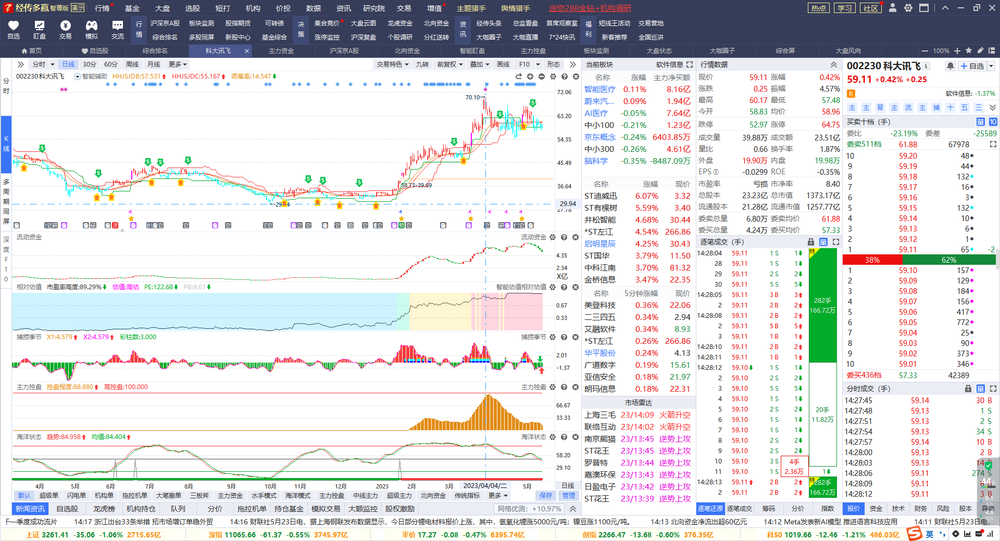 经传多赢 智尊版 演示 行情 基金 大盘 选股 短打 机构 价投 数据 资讯 研究院 交易 增值 主题猎手 舆情猎手 送您288金钻+机构调研 热点 学习 社区
自选 盯盘 交易 模拟 交流
行情 沪深京A股 板块监测 股指期货 可转债 决策 集合竞价 大盘云图 龙虎资金 北向资金 资讯 经传头条 总监看盘 首席观察室 福利 短线王活动 交易营地
综合排名 多股同屏 新股中心 基金综合 涨停监控 沪深复盘 个股调研 分红送转 大咖圈子 大咖直播 7*24快讯 新客推荐 全国巡讲
首页 自选股 综合排名 科大讯飞 × 主力资金 沪深京A股 北向资金 智能盯盘 主力控盘 板块监测 大盘状态 大咖圈子 综合屏 大盘风向 100%
分时 日线 30分 60分 周线 月线 更多 交易特色 九转 前复权 叠加 画线 F10 形态
002230 科大讯飞 智能辅助 HHJSJDB:57.531 HHJSJDC:55.167 乖离率:14.547
分时
K线
多周期同屏
深度F10
70.10
38.73-39.69
72.06
63.20
54.35
45.49
36.64
29.94
流动资金 流动资金
4.35
2.34
X亿
相对估值 市盈率高度:89.29% 估值:高估 PE:122.68 PB:9.61 智能估值相对估值
0.67
0.33
捕捞季节 X1:4.579 X2:4.579 彩柱数:3.000 捕捞季节
2.01
-1.37
主力控盘 控盘程度:88.880 高控盘:100.000 主力控盘
66.67
33.33
海洋状态 趋势:84.958 均值:84.404 海洋状态
58.20
29.10
4月 5月 6月 7月 8月 9月 10月 11月 12月 2023 2月 3月 2023/04/04/二 5月 日线
默认 超级单 闪电单 机构单 拖拉机单 大笔撤单 三板斧 主力资金 水手模式 海洋模式 主力控盘 中线主力 超级主力 北向资金 传统指标 更多 保存 管理
新闻资讯 自选股 龙虎榜 机构持仓 队列 分价 拖拉机单 持仓基金 模拟交易 大额监控 股权激励 网格优测: +10.97%
当前板块 软件信息
名称 涨幅 主力净买额
智能医疗 0.11% 8.16亿
蔚来汽... 0.09% 1.94亿
AI医疗 -0.05% 7.64亿
中小100 -0.21% 1.23亿
京东概念 -0.24% 6403.85万
中小300 -0.26% 4.61亿
脑科学 -0.35% -8487.09万
名称 涨幅 现价
ST迪威迅 6.07% 3.32
ST有棵树 5.59% 3.40
井松智能 4.68% 30.44
*ST左江 4.54% 266.86
启明星辰 4.25% 30.43
ST国华 3.79% 11.50
中科江南 3.70% 81.32
金桥信息 3.47% 22.35
名称 5分钟涨幅 现价
美登科技 0.36% 22.06
二三四五 0.34% 2.94
艾融软件 0.34% 8.93
*ST左江 0.26% 266.86
华平股份 0.24% 4.13
广道数字 0.19% 15.61
亚信安全 0.18% 21.97
朗玛信息 0.18% 22.31
市场雷达
上海三毛 23/14:09 火箭升空
联络互动 23/14:02 火箭升空
南京熊猫 23/13:45 逆势上攻
ST花王 23/13:45 逆势上攻
罗普特 23/13:44 逆势上攻
嘉澳环保 23/13:43 逆势上攻
日盈电子 23/13:42 逆势上攻
ST花王 23/13:39 逆势上攻
行情数据
现价 59.11 涨幅 0.42%
涨跌 0.25 振幅 4.57%
最高 60.17 最低 57.48
今开 58.83 均价 58.96
跌停 52.97 涨停 64.75
成交量 39.88万 成交额 23.51亿
量比 0.66 换手率 1.87%
外盘 19.90万 内盘 19.98万
EPS① -0.0299 ROE -0.35%
市盈率 亏损 市净率 8.40
总股本 23.23亿 总市值 1373.17亿
流通股本 21.28亿 流通市值 1257.77亿
委卖总量 6.80万 委卖均价 61.88
委买总量 4.24万 委买均价 57.33
逐笔成交 (手) 量
14:28:04 59.11 1 S 1
28 59.11 1 S 1
29 59.11 2 S 2
30 59.11 5 S 5
14:28:05 59.11 3 B 3
2 59.11 2 B 2
14:28:08 59.11 2 B 2
2 59.11 5 B 5
3 59.11 1 B 1
14:28:10 59.11 2 B 2
14:28:11 59.11 1 B 1
14:28:12 59.10 1 S 1
2 59.10 2 S 2
3 59.10 5 S 5
4 59.10 1 S 1
5 59.10 2 S 2
6 59.10 1 S 1
7 59.10 1 S 1
8 59.10 2 S 2
9 59.10 2 S 2
10 59.10 3 S
11 59.10 1 S 1
14:28:13 59.11 2 B 2
2 59.11 2 B 2
特
282手
166.72万
20手
11.82万
4手
2.36万
特
282手
166.72万
逐笔还原 逐笔成交 筹码 分价 指数
002230 科大讯飞 自选
59.11 +0.42% +0.25
R 软件信息: -1.37%
主 主 背 主 流 主 捕 十 五 三
买卖十档 (手) 量 10
委比 -23.19% 委差 -25589
委卖511档 61.88 67978
10 59.20 48
9 59.19 44
8 59.18 132
7 59.17 16
6 59.16 3
5 59.15 132
4 59.14 10
3 59.13 6
2 59.12 1
1 59.11 65 -2
38% 62%
1 59.10 157
2 59.09 129
3 59.08 184
4 59.07 156
5 59.06 417
6 59.05 772
7 59.04 25
8 59.03 90
9 59.02 373
10 59.01 346
委买436档 57.33 42389
分时成交 (手) 量
14:27:45 59.14 30 B
14:27:48 59.13 1 S
14:27:51 59.13 2 S
14:27:54 59.13 34 S
14:27:57 59.14 10 B
14:28:00 59.13 2 B
14:28:03 59.13 14
14:28:06 59.11 274 S
14:28:09 59.11
14:28:12 59.11 3 B
报价 资金 技术 财务 风险 股本 异动
F一季度成功流片 14:17 浙江出台33条举措 拓市场增订单稳外贸 14:16 财联社5月23日电，据上海钢联发布数据显示，今日部分锂电材料报价上涨，其中，氢氧化锂涨5000元/吨；镍豆涨1100元/吨。 14:13 北向资金净流出超60亿元 14:12 Meta发表新AI模型 推进语言科技应用 14:11 财联社5月23日电，
上证 3261.41 -35.06 -1.06% 2715.65亿 深指 11065.66 -61.37 -0.55% 3745.97亿 平价 17.27 -0.08 -0.47% 6395.74亿 创指 2266.47 -13.68 -0.60% 376.35亿 科50 1019.66 -12.46 -1.21% 486.03亿 英